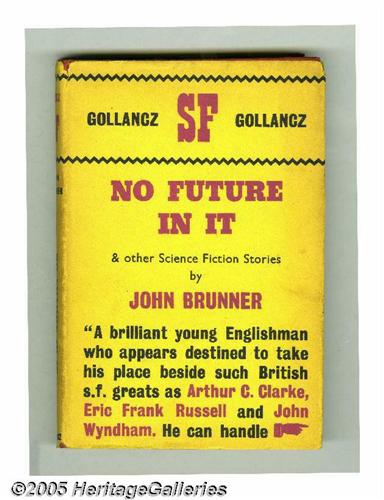 GOLLANCZ SF GOLLANCZ
NO FUTURE
IN IT
& other Science Fiction Stories
by
JOHN BRUNNER
"A brilliant young Englishman
who appears destined to take
his place beside such British
s.f. greats as Arthur C. Clarke,
Eric Frank Russell and John
Wyndham. He can handle
©2005 HeritageGalleries